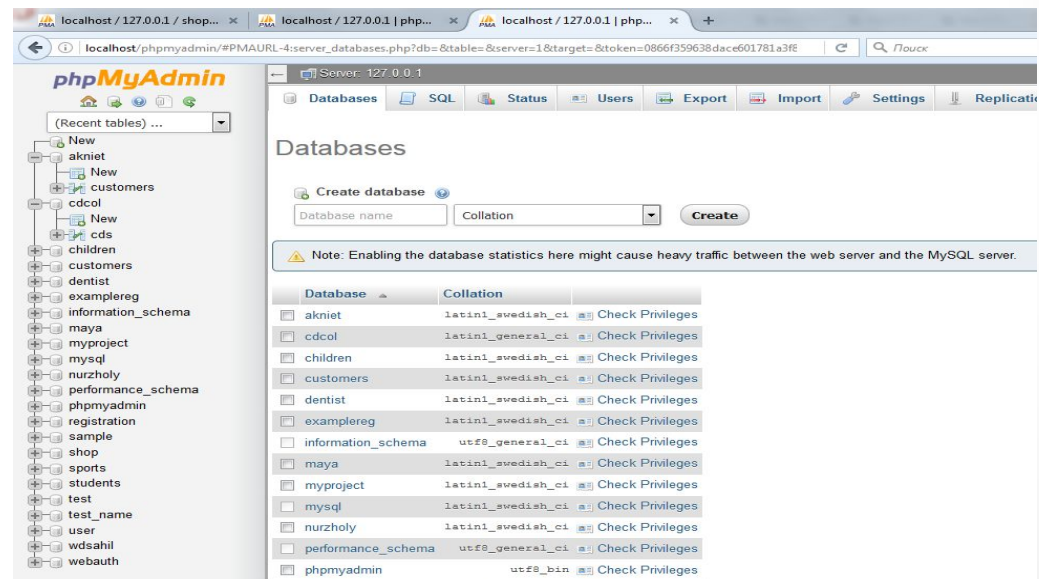 localhost / 127.0.0.1 / shop... ×
localhost / 127.0.0.1 | php... ×
localhost / 127.0.0.1 | php... × +
localhost/phpmyadmin/#PMAURL-4:server_databases.php?db=&table=&server=1&target=&token=0866f359638dace601781a3f8
Поиск
phpMyAdmin
(Recent tables) ...
New
akniet
New
customers
cdcol
New
cds
children
customers
dentist
examplereg
information_schema
maya
myproject
mysql
nurzholy
performance_schema
phpmyadmin
registration
sample
shop
sports
students
test
test_name
user
wdsahil
webauth
Server: 127.0.0.1
Databases SQL Status Users Export Import Settings Replicati
Databases
Create database
Database name Collation Create
Note: Enabling the database statistics here might cause heavy traffic between the web server and the MySQL server.
Database Collation
akniet latin1_swedish_ci Check Privileges
cdcol latin1_general_ci Check Privileges
children latin1_swedish_ci Check Privileges
customers latin1_swedish_ci Check Privileges
dentist latin1_swedish_ci Check Privileges
examplereg latin1_swedish_ci Check Privileges
information_schema utf8_general_ci Check Privileges
maya latin1_swedish_ci Check Privileges
myproject latin1_swedish_ci Check Privileges
mysql latin1_swedish_ci Check Privileges
nurzholy latin1_swedish_ci Check Privileges
performance_schema utf8_general_ci Check Privileges
phpmyadmin utf8_bin Check Privileges